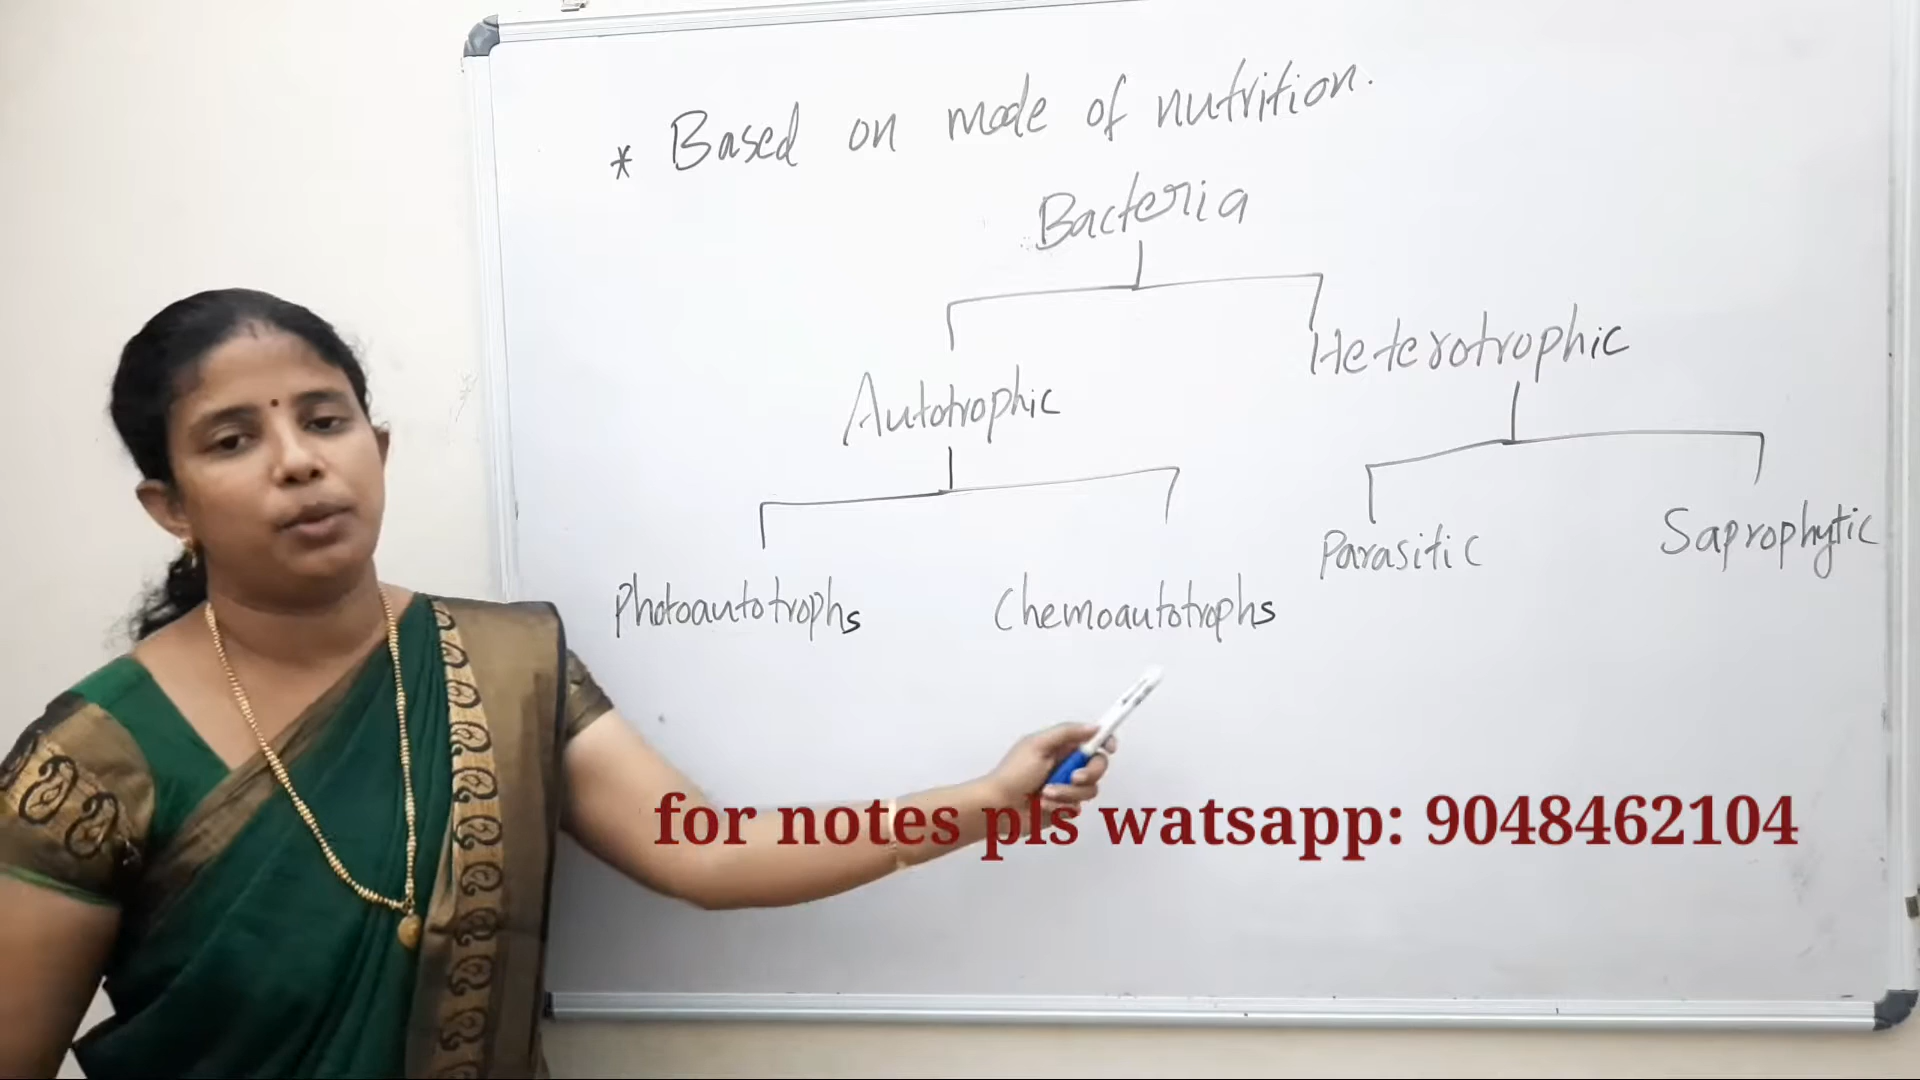 * Based on mode of nutrition.
Bacteria
Autotrophic
Heterotrophic
Photoautotrophs
Chemoautotrophs
Parasitic
Saprophytic
for notes pls watsapp: 9048462104